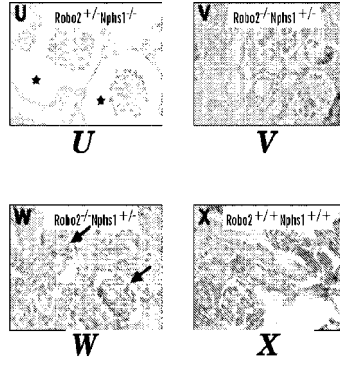 U Robo2 +/- Nphs1 -/-
V Robo2 -/- Nphs1 +/-
U V
W Robo2 -/- Nphs1 +/-
X Robo2 +/+ Nphs1 +/+
W X